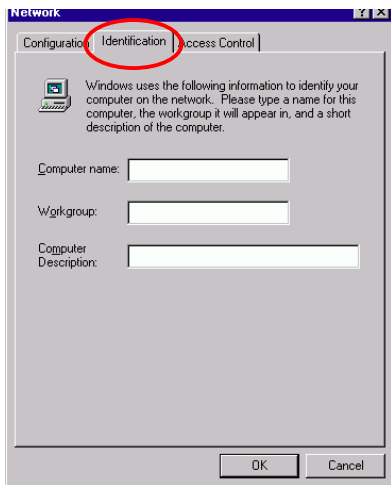 Network
Configuration Identification Access Control
Windows uses the following information to identify your
computer on the network. Please type a name for this
computer, the workgroup it will appear in, and a short
description of the computer.
Computer name:
Workgroup:
Computer
Description:
OK Cancel